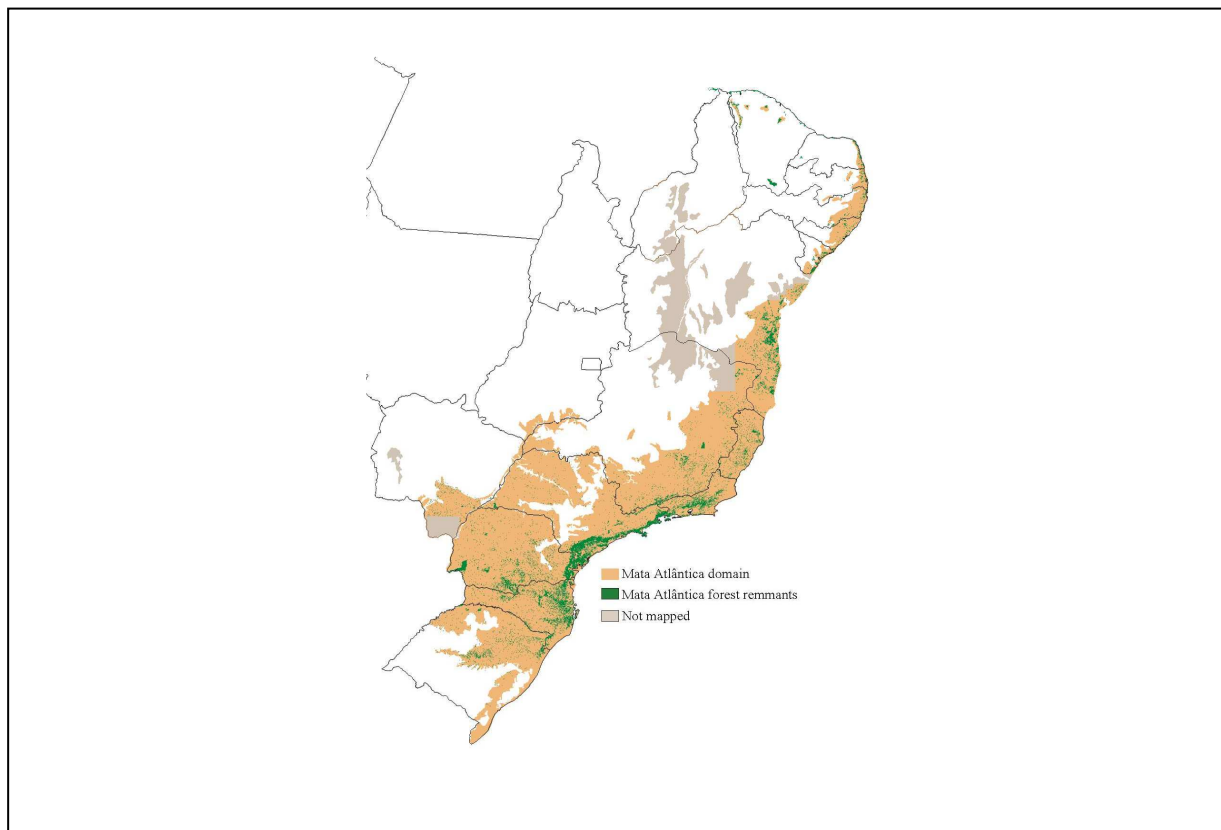 Mata Atlântica domain
Mata Atlântica forest remmants
Not mapped